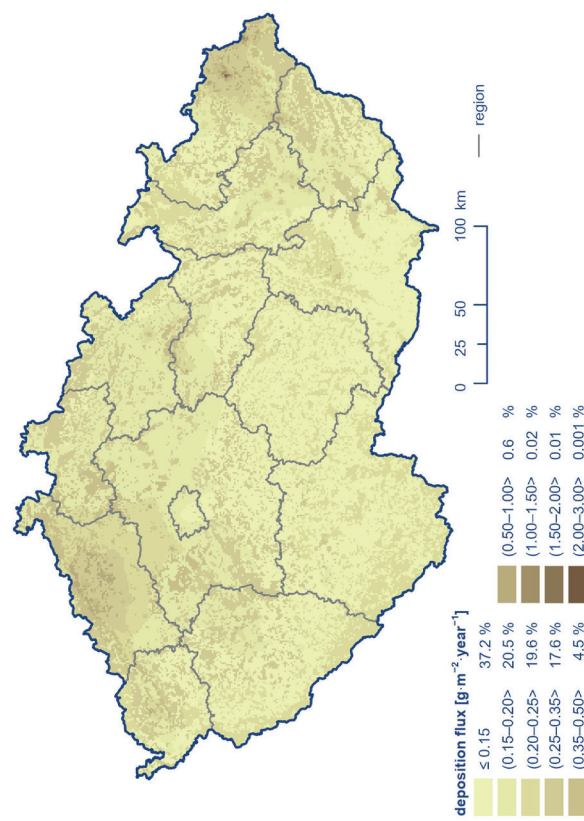 deposition flux [g·m⁻²·year⁻¹]
≤ 0.15 37.2 %
(0.15–0.20> 20.5 %
(0.20–0.25> 19.6 %
(0.25–0.35> 17.6 %
(0.35–0.50> 4.5 %
(0.50–1.00> 0.6 %
(1.00–1.50> 0.02 %
(1.50–2.00> 0.01 %
(2.00–3.00> 0.001 %
0 25 50 100 km
region